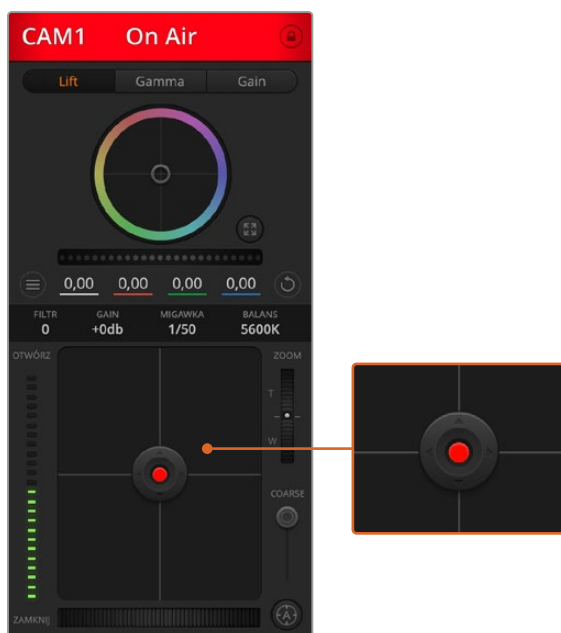 CAM1 On Air
Lift Gamma Gain
0,00 0,00 0,00 0,00
FILTR GAIN MIGAWKA BALANS
0 +0db 1/50 5600K
OTWÓRZ ZOOM
T
W
COARSE
A
ZAMKNIJ